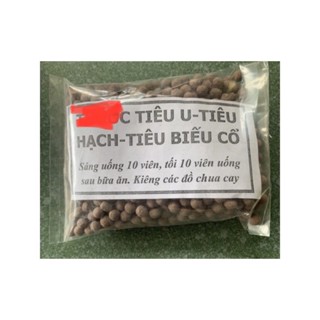 TIÊU U-TIÊU
HẠCH-TIÊU BIẾU CỔ
Sáng uống 10 viên, tối 10 viên uống
sau bữa ăn. Kiêng các đồ chua cay